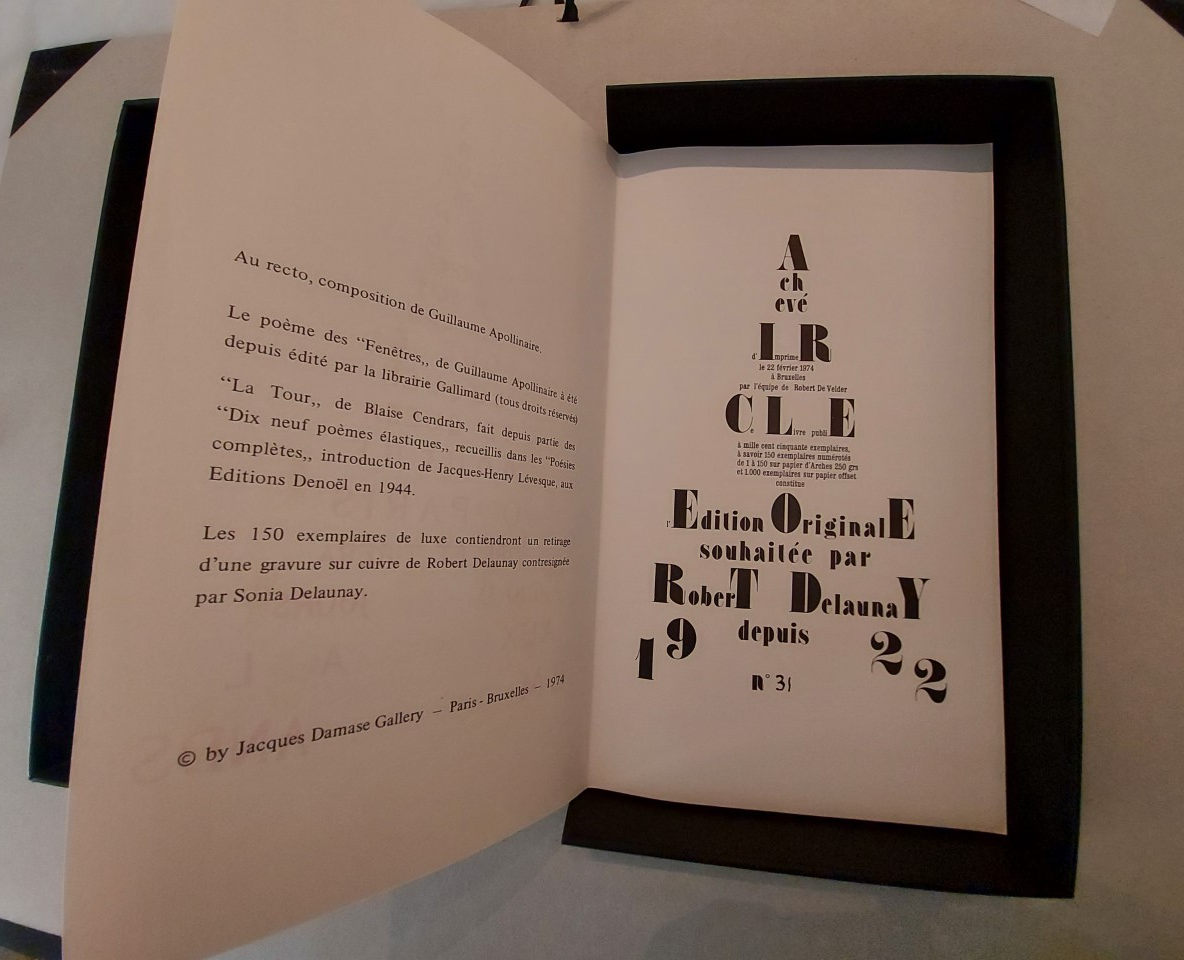 Au recto, composition de Guillaume Apollinaire.
Le poème des “Fenêtres,, de Guillaume Apollinaire à été
depuis édité par la librairie Gallimard (tous droits réservés)
“La Tour,, de Blaise Cendrars, fait depuis partie des
“Dix neuf poèmes élastiques,, recueillis dans les “Poésies
complètes,, introduction de Jacques-Henry Lévesque, aux
Editions Denoël en 1944.
Les 150 exemplaires de luxe contiendront un retirage
d'une gravure sur cuivre de Robert Delaunay contresignée
par Sonia Delaunay.
© by Jacques Damase Gallery – Paris - Bruxelles – 1974
A
ch
evé
d'ImprimeR
le 22 février 1974
à Bruxelles
par l'équipe de Robert De Velder
Ce Livre publiE
à mille cent cinquante exemplaires,
à savoir 150 exemplaires numérotés
de 1 à 150 sur papier d'Arches 250 grs
et 1.000 exemplaires sur papier offset
constitue
l'Edition OriginalE
souhaitée par
RoberT DelaunaY
depuis
1922
n° 31